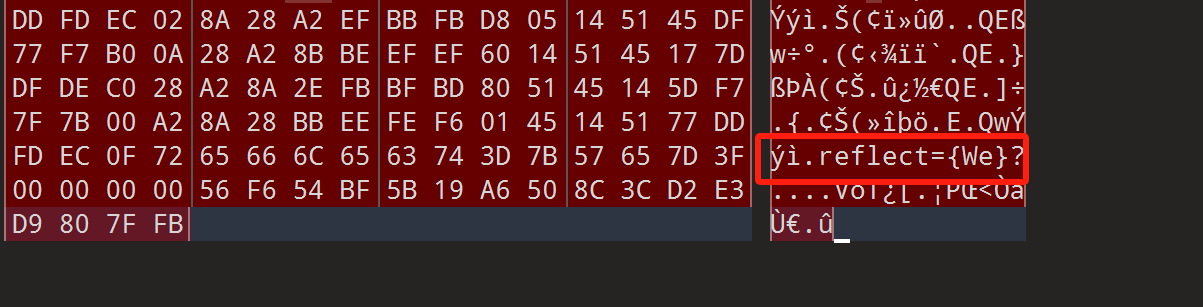 DD FD EC 02 8A 28 A2 EF BB FB D8 05 14 51 45 DF Ýýì.Š(¢ï»ûØ..QEß
77 F7 B0 0A 28 A2 8B BE EF EF 60 14 51 45 17 7D w÷°.(¢‹¾ïï`.QE.}
DF DE C0 28 A2 8A 2E FB BF BD 80 51 45 14 5D F7 ßÞÀ(¢Š.û¿½€QE.]÷
7F 7B 00 A2 8A 28 BB EE FE F6 01 45 14 51 77 DD .{.¢Š(»îþö.E.QwÝ
FD EC 0F 72 65 66 6C 65 63 74 3D 7B 57 65 7D 3F ýì.reflect={We}?
00 00 00 00 56 F6 54 BF 5B 19 A6 50 8C 3C D2 E3 ....VöT¿[.¦PŒ<Òã
D9 80 7F FB Ù€.û